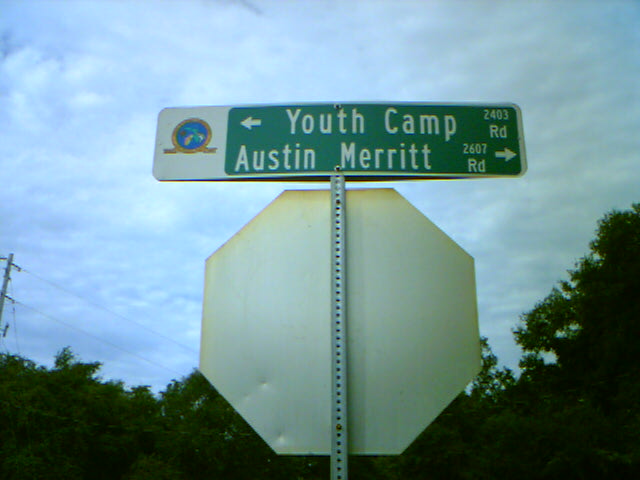 ← Youth Camp 2403 Rd
Austin Merritt 2607 Rd →